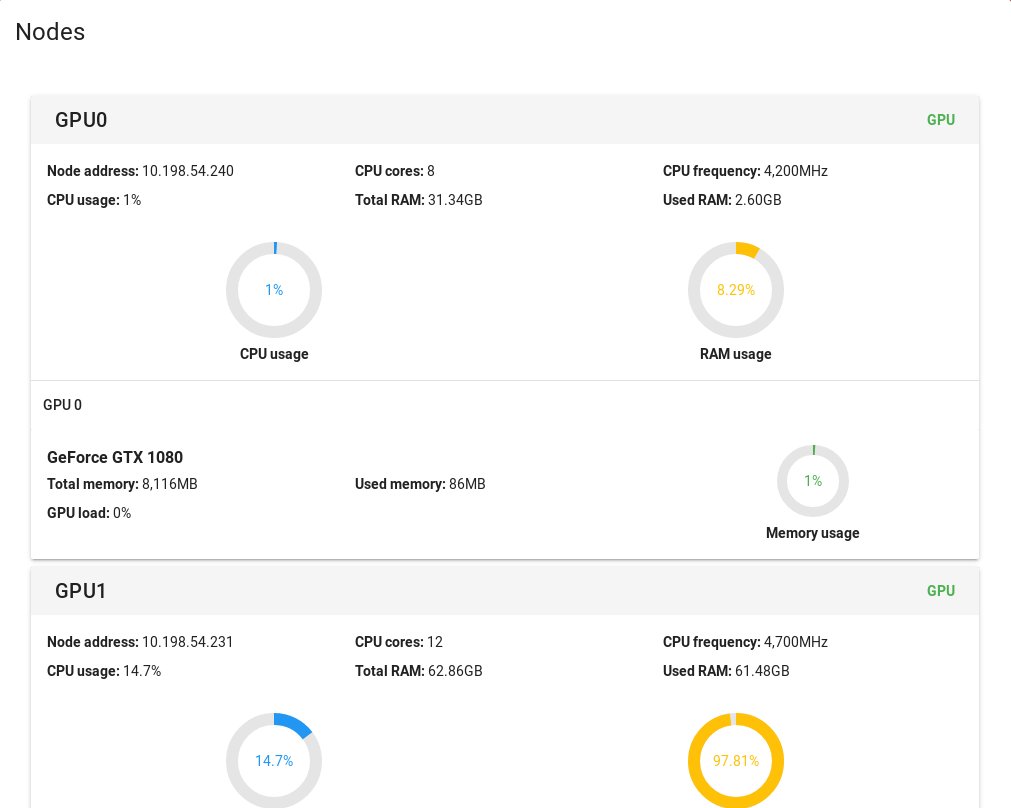 Nodes
GPU0 GPU
Node address: 10.198.54.240 CPU cores: 8 CPU frequency: 4,200MHz
CPU usage: 1% Total RAM: 31.34GB Used RAM: 2.60GB
1% 8.29%
CPU usage RAM usage
GPU 0
GeForce GTX 1080
Total memory: 8,116MB Used memory: 86MB
1%
GPU load: 0%
Memory usage
GPU1 GPU
Node address: 10.198.54.231 CPU cores: 12 CPU frequency: 4,700MHz
CPU usage: 14.7% Total RAM: 62.86GB Used RAM: 61.48GB
14.7% 97.81%